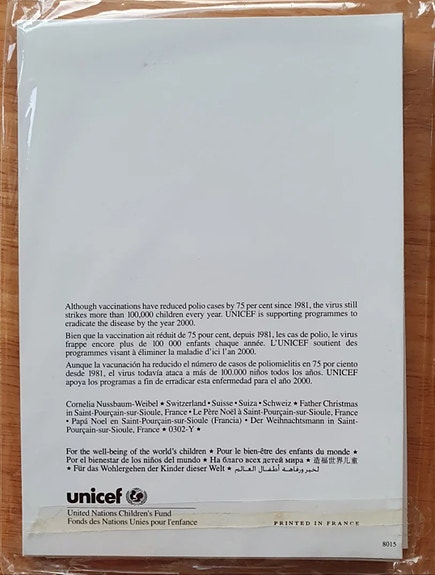 Although vaccinations have reduced polio cases by 75 per cent since 1981, the virus still
strikes more than 100,000 children every year. UNICEF is supporting programmes to
eradicate the disease by the year 2000.
Bien que la vaccination ait réduit de 75 pour cent, depuis 1981, les cas de polio, le virus
frappe encore plus de 100 000 enfants chaque année. L'UNICEF soutient des
programmes visant à éliminer la maladie d'ici l'an 2000.
Aunque la vacunación ha reducido el número de casos de poliomielitis en 75 por ciento
desde 1981, el virus todavía ataca a más de 100.000 niños todos los años. UNICEF
apoya los programas a fin de erradicar esta enfermedad para el año 2000.
Cornelia Nussbaum-Weibel ★ Switzerland • Suisse • Suiza • Schweiz ★ Father Christmas
in Saint-Pourçain-sur-Sioule, France • Le Père Noël à Saint-Pourçain-sur-Sioule, France •
• Papá Noel en Saint-Pourçain-sur-Sioule (Francia) • Der Weihnachtsmann in Saint-
Pourçain-sur-Sioule, France ★ 0302-Y ★
For the well-being of the world's children ★ Pour le bien-être des enfants du monde ★
★ Por el bienestar de los niños del mundo ★ На благо всех детей мира ★ 造福世界儿童
★ Für das Wohlergehen der Kinder dieser Welt ★ لخير ورفاهية أطفال العالم
unicef
United Nations Children's Fund
Fonds des Nations Unies pour l'enfance
PRINTED IN FRANCE
8015